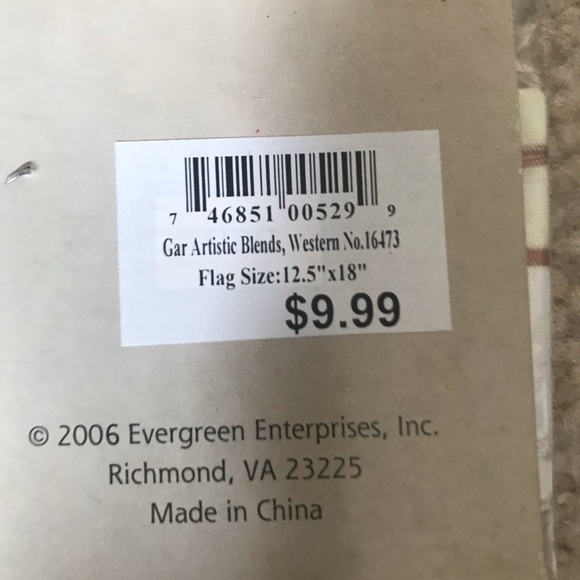 7 46851 00529 9
Gar Artistic Blends, Western No.16473
Flag Size:12.5"x18"
$9.99
© 2006 Evergreen Enterprises, Inc.
Richmond, VA 23225
Made in China